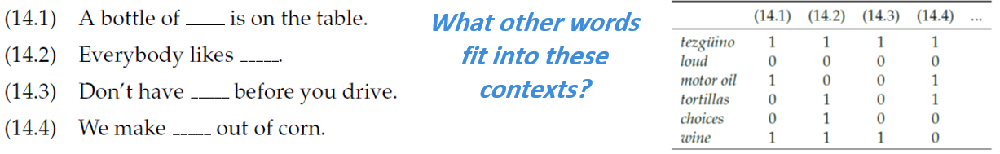 (14.1) A bottle of _____ is on the table.
(14.2) Everybody likes _____.
(14.3) Don't have _____ before you drive.
(14.4) We make _____ out of corn.
What other words
fit into these
contexts?
(14.1) (14.2) (14.3) (14.4) ...
tezgüino 1 1 1 1
loud 0 0 0 0
motor oil 1 0 0 1
tortillas 0 1 0 1
choices 0 1 0 0
wine 1 1 1 0